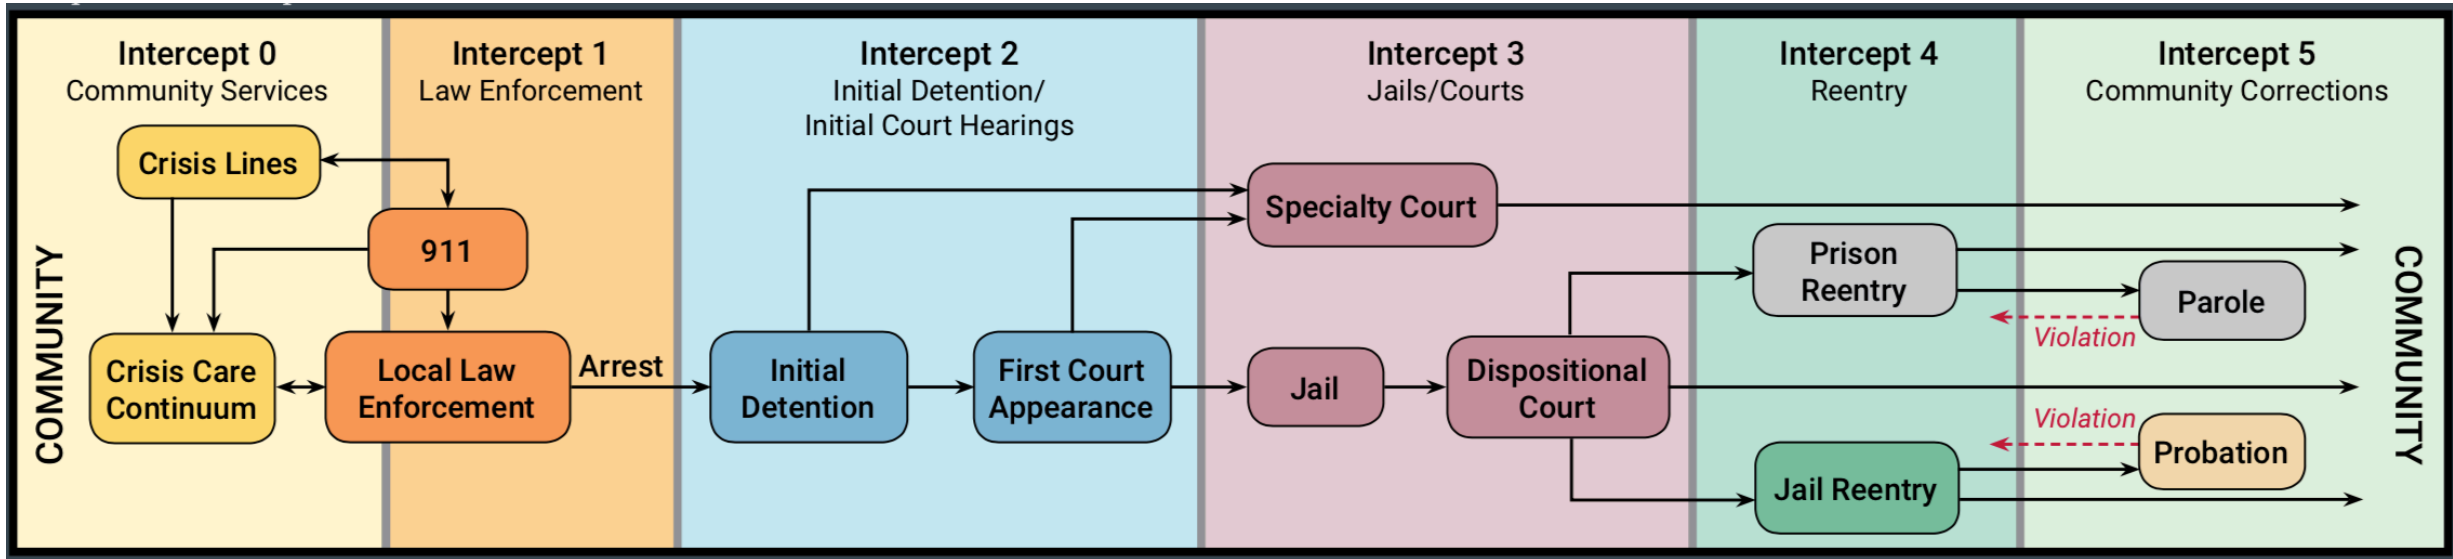 Intercept 0
Community Services
Intercept 1
Law Enforcement
Intercept 2
Initial Detention/
Initial Court Hearings
Intercept 3
Jails/Courts
Intercept 4
Reentry
Intercept 5
Community Corrections
COMMUNITY
Crisis Lines
911
Crisis Care
Continuum
Local Law
Enforcement
Arrest
Initial
Detention
First Court
Appearance
Specialty Court
Jail
Dispositional
Court
Prison
Reentry
Jail Reentry
Parole
Violation
Violation
Probation
COMMUNITY